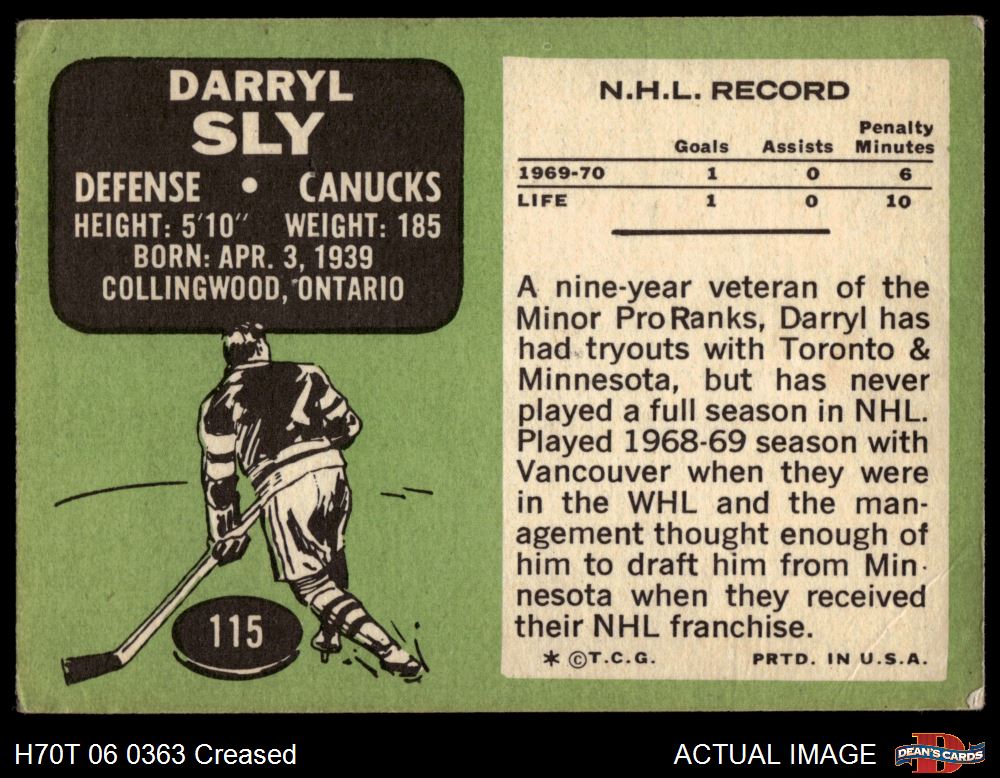 DARRYL
SLY
DEFENSE • CANUCKS
HEIGHT: 5'10" WEIGHT: 185
BORN: APR. 3, 1939
COLLINGWOOD, ONTARIO
115
N.H.L. RECORD
Goals Assists Penalty Minutes
1969-70 1 0 6
LIFE 1 0 10
A nine-year veteran of the
Minor Pro Ranks, Darryl has
had tryouts with Toronto &
Minnesota, but has never
played a full season in NHL.
Played 1968-69 season with
Vancouver when they were
in the WHL and the man-
agement thought enough of
him to draft him from Min-
nesota when they received
their NHL franchise.
* ©T.C.G. PRTD. IN U.S.A.
H70T 06 0363 Creased
ACTUAL IMAGE
DEAN'S CARDS